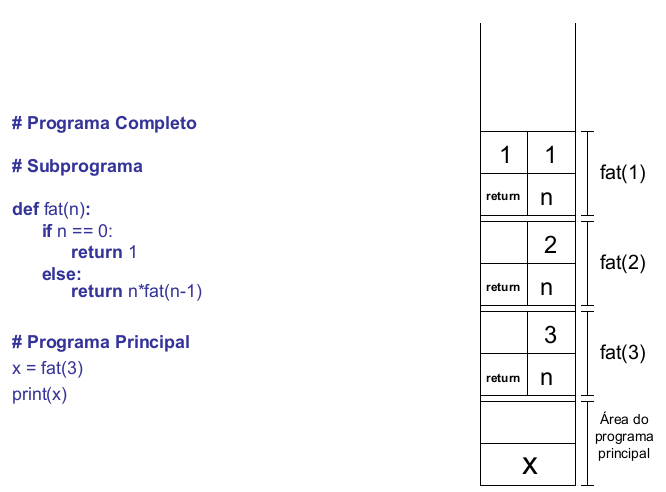 # Programa Completo
# Subprograma
def fat(n):
if n == 0:
return 1
else:
return n*fat(n-1)
# Programa Principal
x = fat(3)
print(x)
1 1
return n
fat(1)
2
return n
fat(2)
3
return n
fat(3)
Área do
programa
principal
x